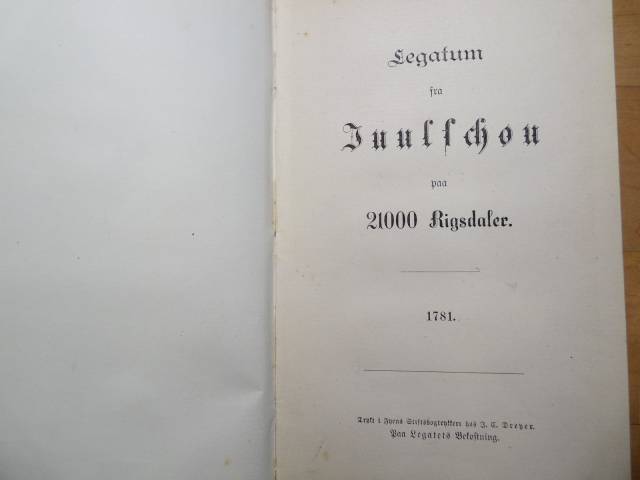 Legatum
fra
Juulschou
paa
21000 Rigsdaler.
1781.
Trykt i Fyens Stiftsbogtrykkeri hos J. C. Dreyer.
Paa Legatets Bekostning.